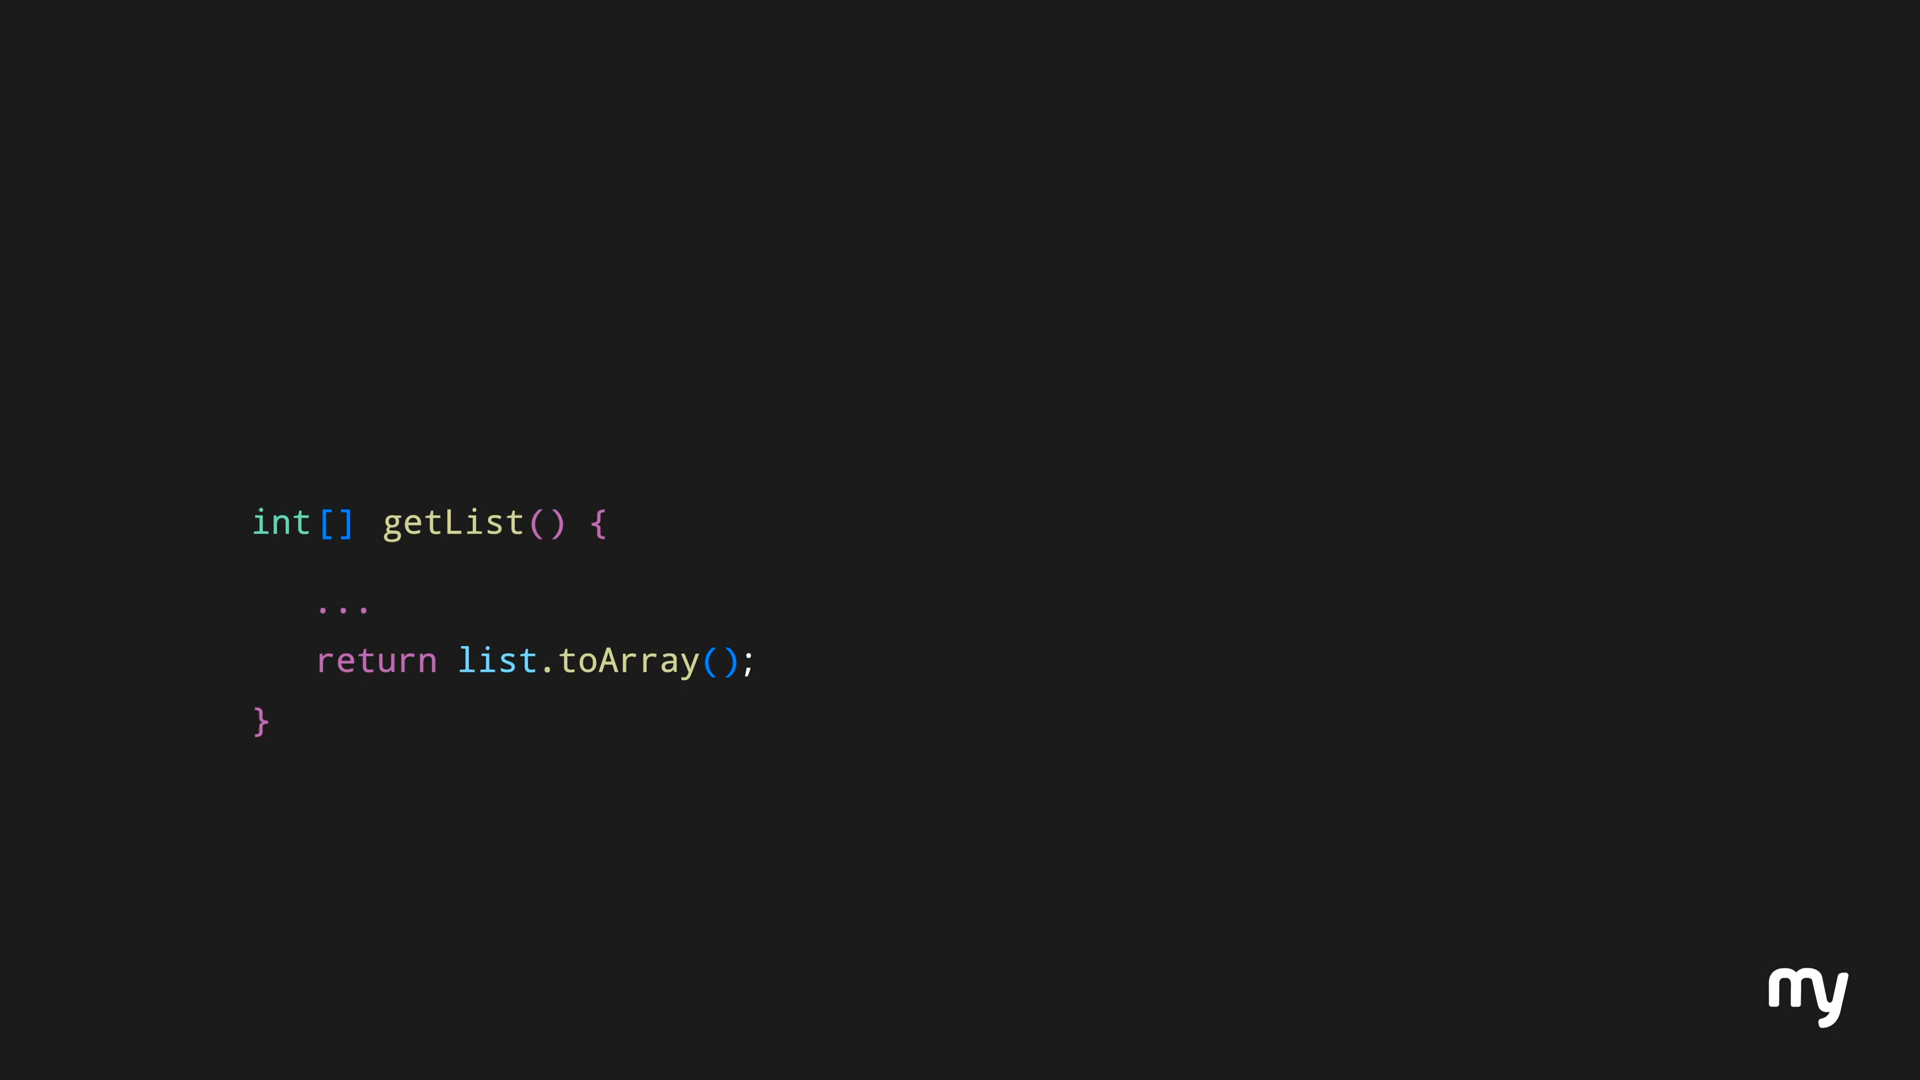 int[] getList() {
...
return list.toArray();
}
my